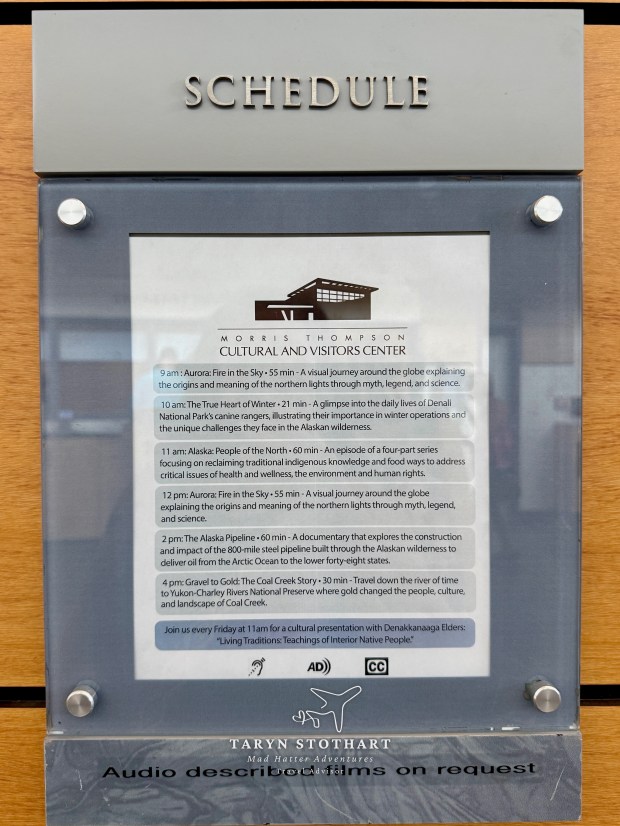 SCHEDULE
MORRIS THOMPSON
CULTURAL AND VISITORS CENTER
9 am : Aurora: Fire in the Sky • 55 min - A visual journey around the globe explaining
the origins and meaning of the northern lights through myth, legend, and science.
10 am: The True Heart of Winter • 21 min - A glimpse into the daily lives of Denali
National Park's canine rangers, illustrating their importance in winter operations and
the unique challenges they face in the Alaskan wilderness.
11 am: Alaska: People of the North • 60 min - An episode of a four-part series
focusing on reclaiming traditional indigenous knowledge and food ways to address
critical issues of health and wellness, the environment and human rights.
12 pm: Aurora: Fire in the Sky • 55 min - A visual journey around the globe
explaining the origins and meaning of the northern lights through myth, legend,
and science.
2 pm: The Alaska Pipeline • 60 min - A documentary that explores the construction
and impact of the 800-mile steel pipeline built through the Alaskan wilderness to
deliver oil from the Arctic Ocean to the lower forty-eight states.
4 pm: Gravel to Gold: The Coal Creek Story • 30 min - Travel down the river of time
to Yukon-Charley Rivers National Preserve where gold changed the people, culture,
and landscape of Coal Creek.
Join us every Friday at 11am for a cultural presentation with Denakkanaaga Elders:
"Living Traditions: Teachings of Interior Native People."
AD))) CC
TARYN STOTHART
Mad Hatter Adventures
Travel Advisor
Audio described films on request